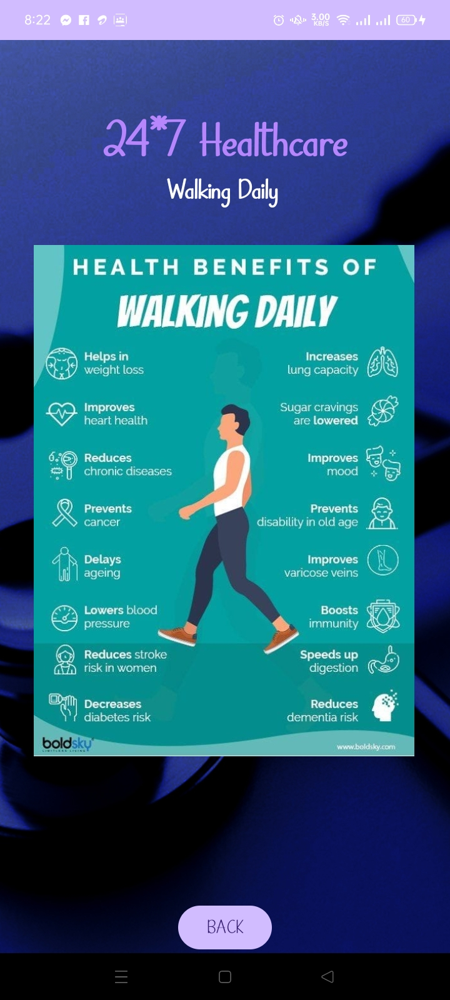 8:22
3.00
KB/S
60
24*7 Healthcare
Walking Daily
HEALTH BENEFITS OF
WALKING DAILY
Helps in
weight loss
Improves
heart health
Reduces
chronic diseases
Prevents
cancer
Delays
ageing
Lowers blood
pressure
Reduces stroke
risk in women
Decreases
diabetes risk
Increases
lung capacity
Sugar cravings
are lowered
Improves
mood
Prevents
disability in old age
Improves
varicose veins
Boosts
immunity
Speeds up
digestion
Reduces
dementia risk
boldsky
LIMITLESS LIVING
www.boldsky.com
BACK